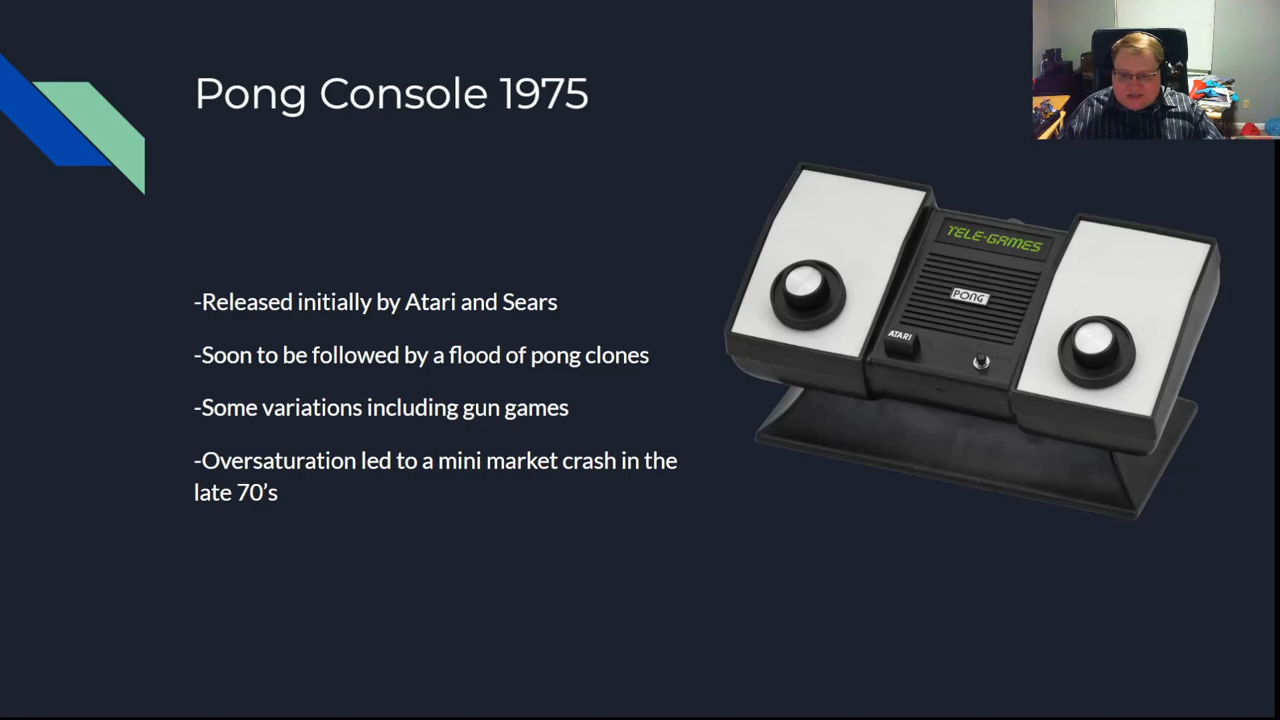 Pong Console 1975
-Released initially by Atari and Sears
-Soon to be followed by a flood of pong clones
-Some variations including gun games
-Oversaturation led to a mini market crash in the
late 70’s
TELE-GAMES
PONG
ATARI